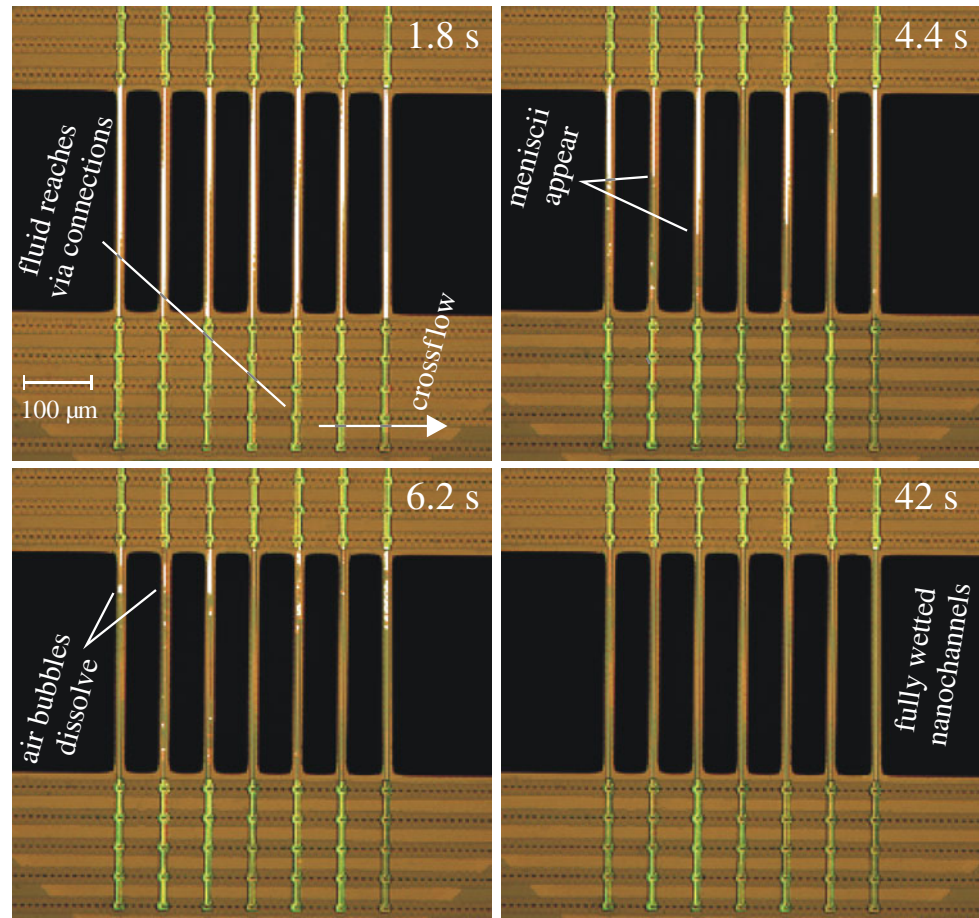 1.8 s
fluid reaches
via connections
crossflow
100 μm
4.4 s
meniscii
appear
6.2 s
air bubbles
dissolve
42 s
fully wetted
nanochannels